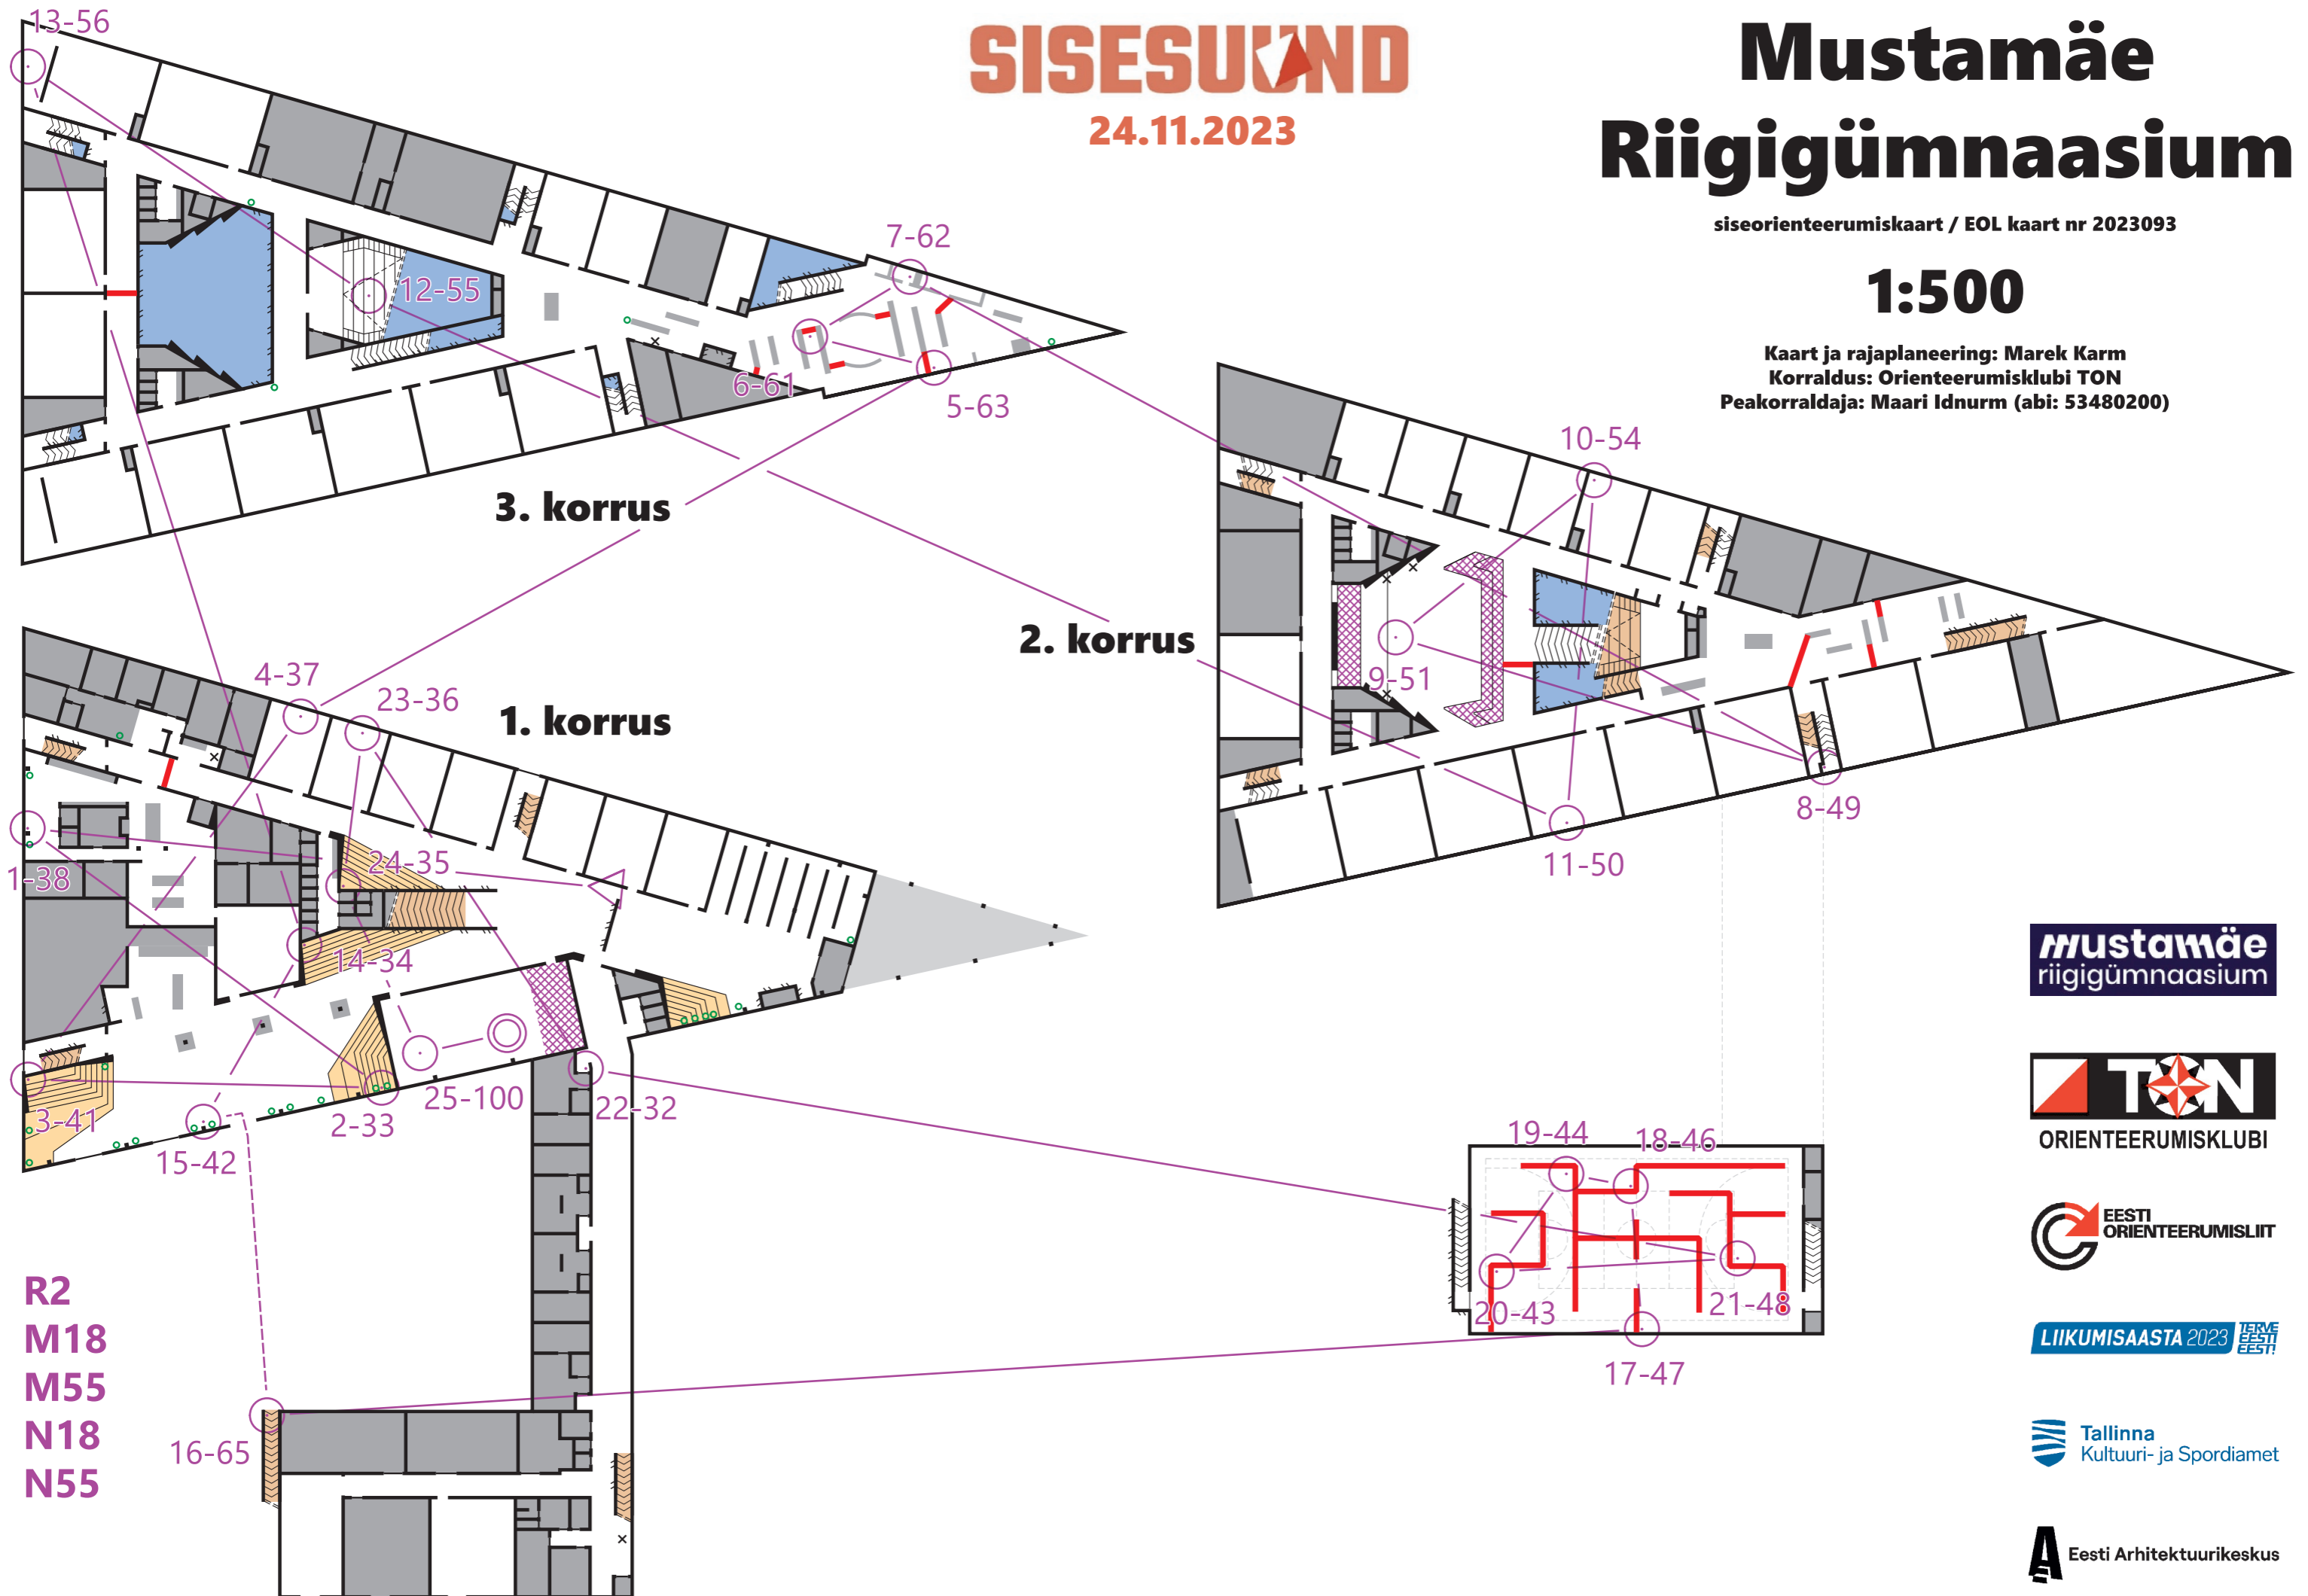 SISESUUND
24.11.2023
Mustamäe
Riigigümnaasium
siseorienteerumiskaart / EOL kaart nr 2023093
1:500
Kaart ja rajaplaneering: Marek Karm
Korraldus: Orienteerumisklubi TON
Peakorraldaja: Maari Idnurm (abi: 53480200)
13-56
7-62
12-55
6-61
5-63
3. korrus
10-54
2. korrus
9-51
8-49
11-50
4-37
23-36
1. korrus
24-35
1-38
14-34
3-41
2-33
25-100
22-32
15-42
19-44
18-46
20-43
21-48
17-47
16-65
R2
M18
M55
N18
N55
mustamäe
riigigümnaasium
TON
ORIENTEERUMISKLUBI
EESTI
ORIENTEERUMISLIIT
LIIKUMISAASTA 2023 TERVE EESTI EEST!
Tallinna
Kultuuri- ja Spordiamet
Eesti Arhitektuurikeskus